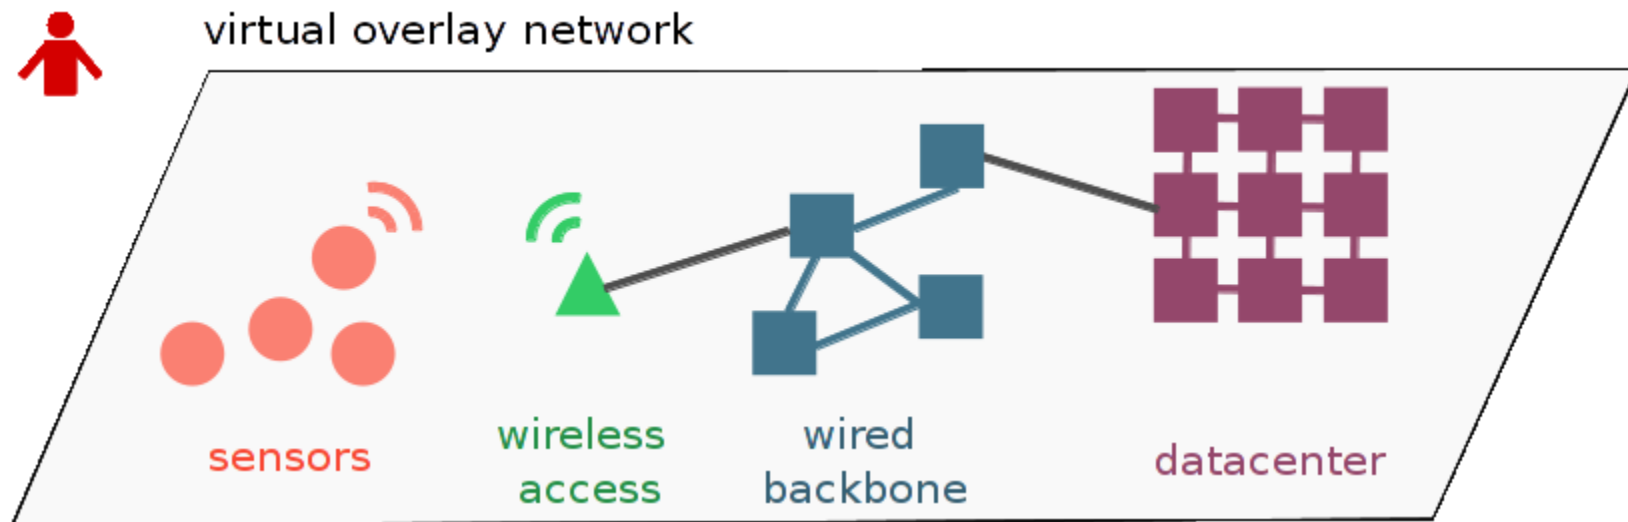 virtual overlay network
sensors
wireless
access
wired
backbone
datacenter